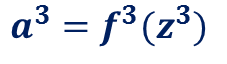 a³ = f³(z³)